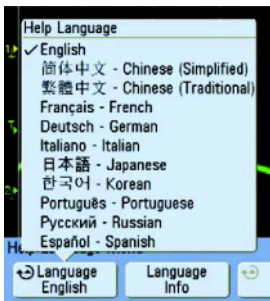 Help Language
✓ English
简体中文 - Chinese (Simplified)
繁體中文 - Chinese (Traditional)
Français - French
Deutsch - German
Italiano - Italian
日本語 - Japanese
한국어 - Korean
Português - Portuguese
Русский - Russian
Español - Spanish
Language
English
Language
Info